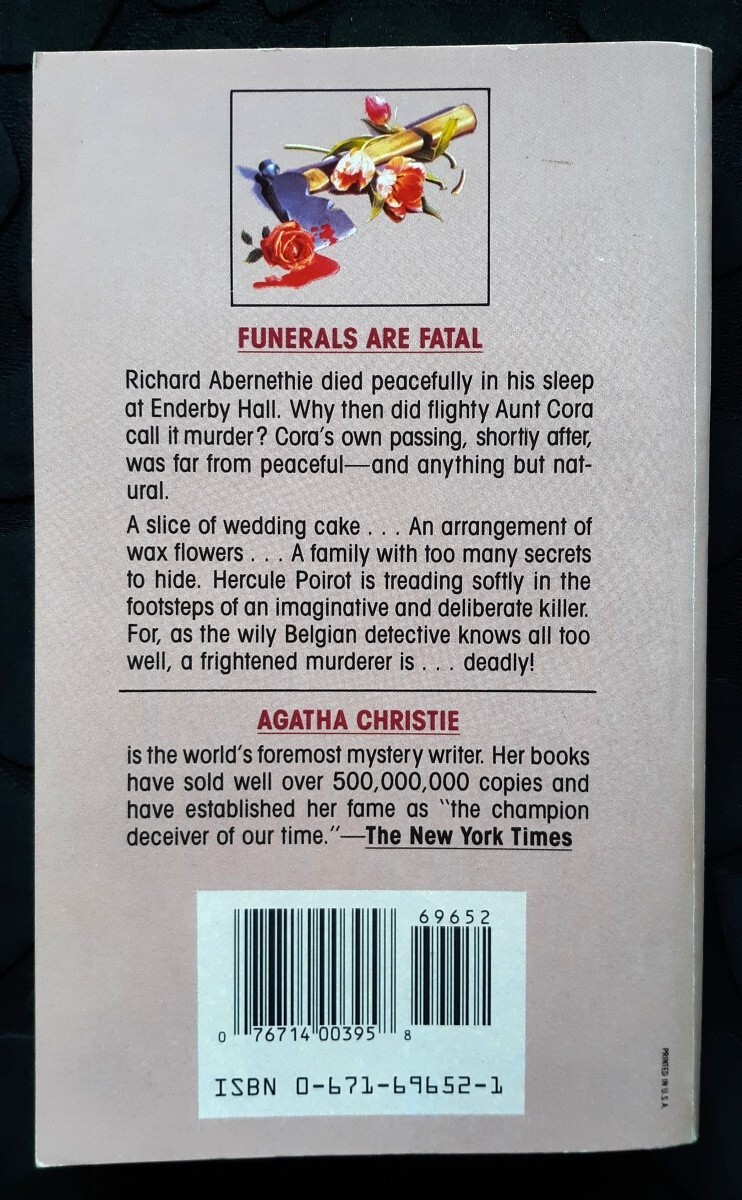 FUNERALS ARE FATAL
Richard Abernethie died peacefully in his sleep
at Enderby Hall. Why then did flighty Aunt Cora
call it murder? Cora's own passing, shortly after,
was far from peaceful—and anything but nat-
ural.
A slice of wedding cake . . . An arrangement of
wax flowers . . . A family with too many secrets
to hide. Hercule Poirot is treading softly in the
footsteps of an imaginative and deliberate killer.
For, as the wily Belgian detective knows all too
well, a frightened murderer is . . . deadly!
AGATHA CHRISTIE
is the world's foremost mystery writer. Her books
have sold well over 500,000,000 copies and
have established her fame as "the champion
deceiver of our time."—The New York Times
69652
0 76714 00395 8
ISBN 0-671-69652-1
PRINTED IN U.S.A.